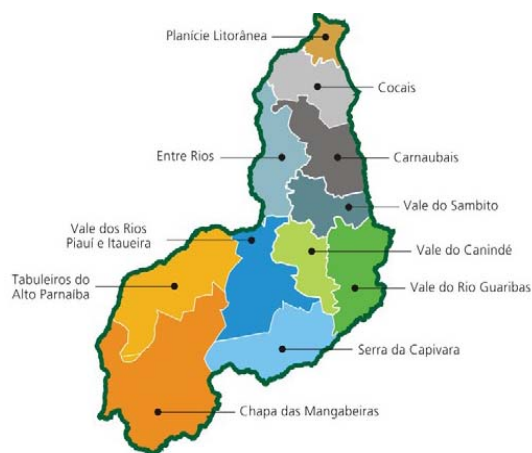 Planície Litorânea
Cocais
Entre Rios
Carnaubais
Vale do Sambito
Vale dos Rios
Piauí e Itaueira
Vale do Canindé
Tabuleiros do
Alto Parnaíba
Vale do Rio Guaribas
Serra da Capivara
Chapa das Mangabeiras